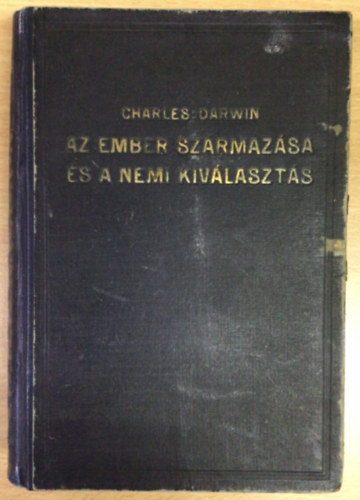 CHARLES DARWIN
AZ EMBER SZÁRMAZÁSA
ÉS A NEMI KIVÁLASZTÁS